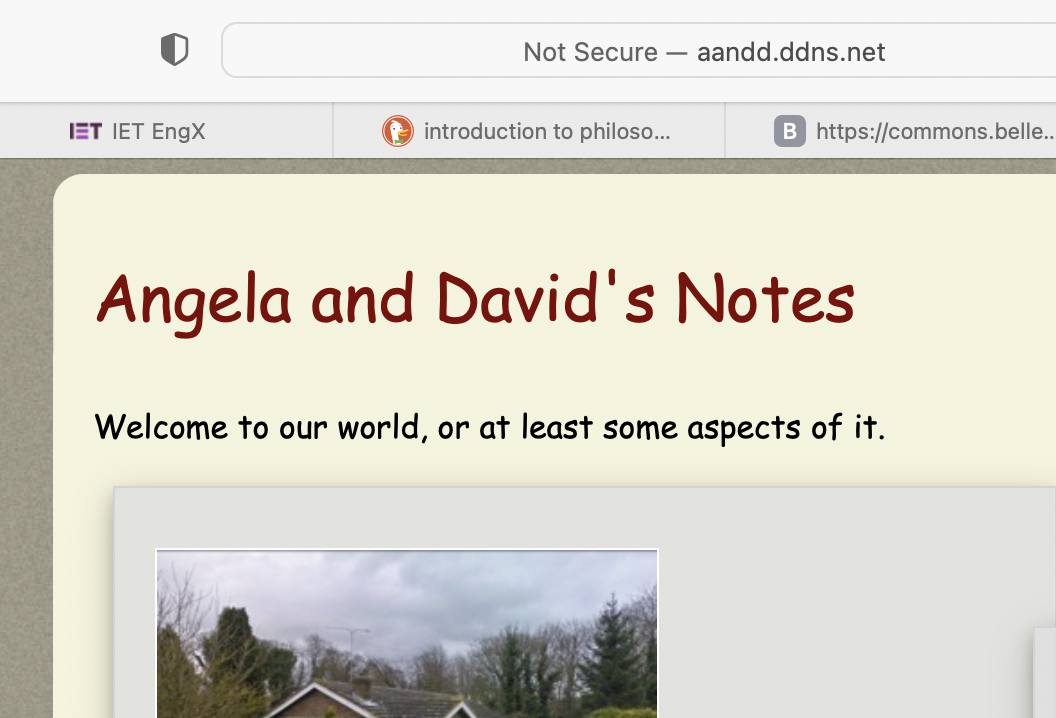 Not Secure — aandd.ddns.net
IET IET EngX
introduction to philoso...
B https://commons.belle...
Angela and David's Notes
Welcome to our world, or at least some aspects of it.